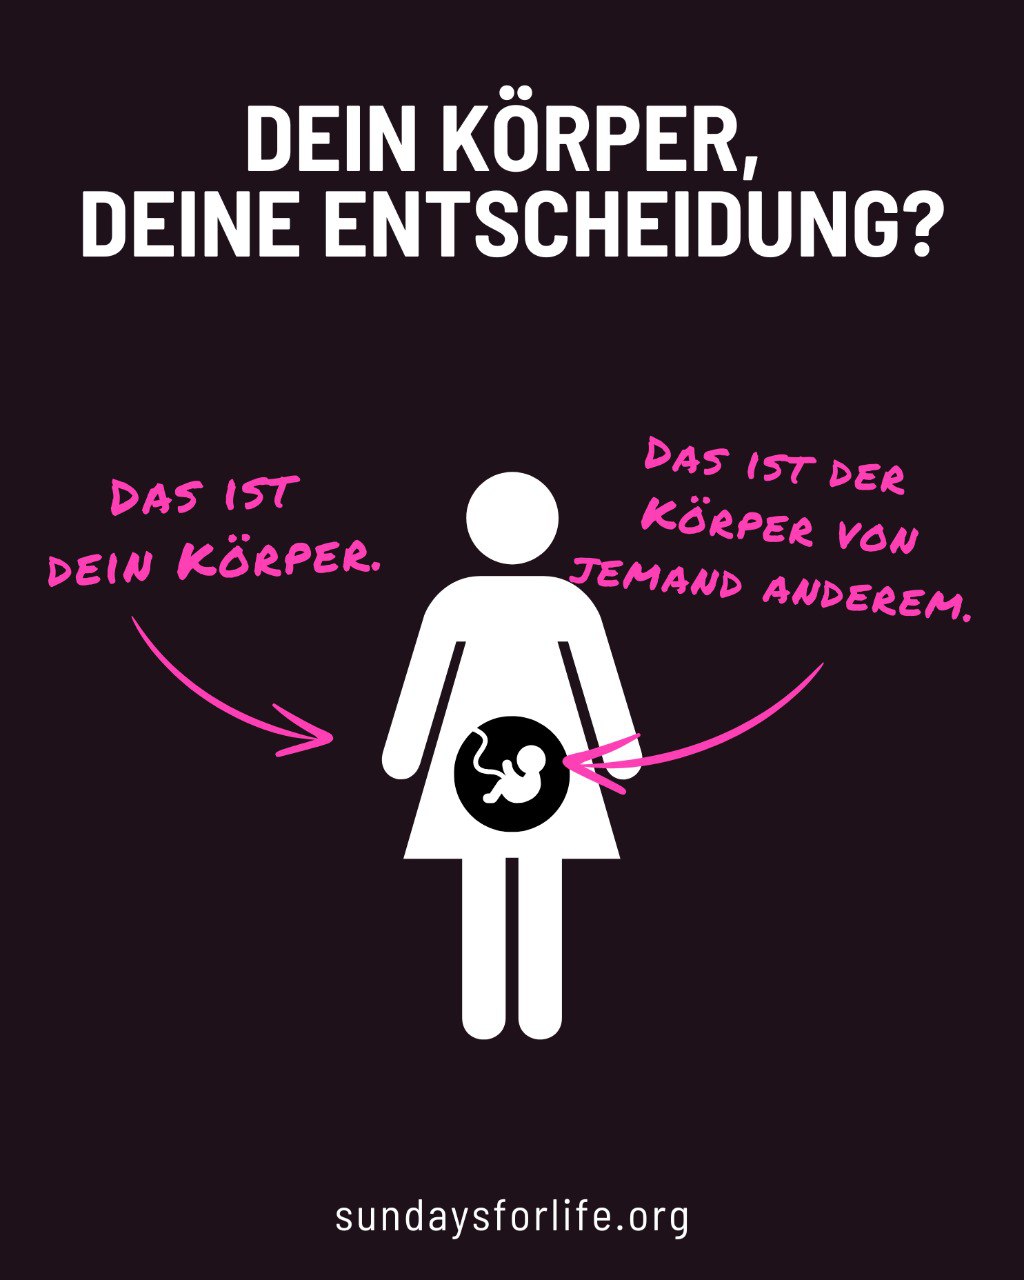 DEIN KÖRPER,
DEINE ENTSCHEIDUNG?
DAS IST
DEIN KÖRPER.
DAS IST DER
KÖRPER VON
JEMAND ANDEREM.
sundaysforlife.org